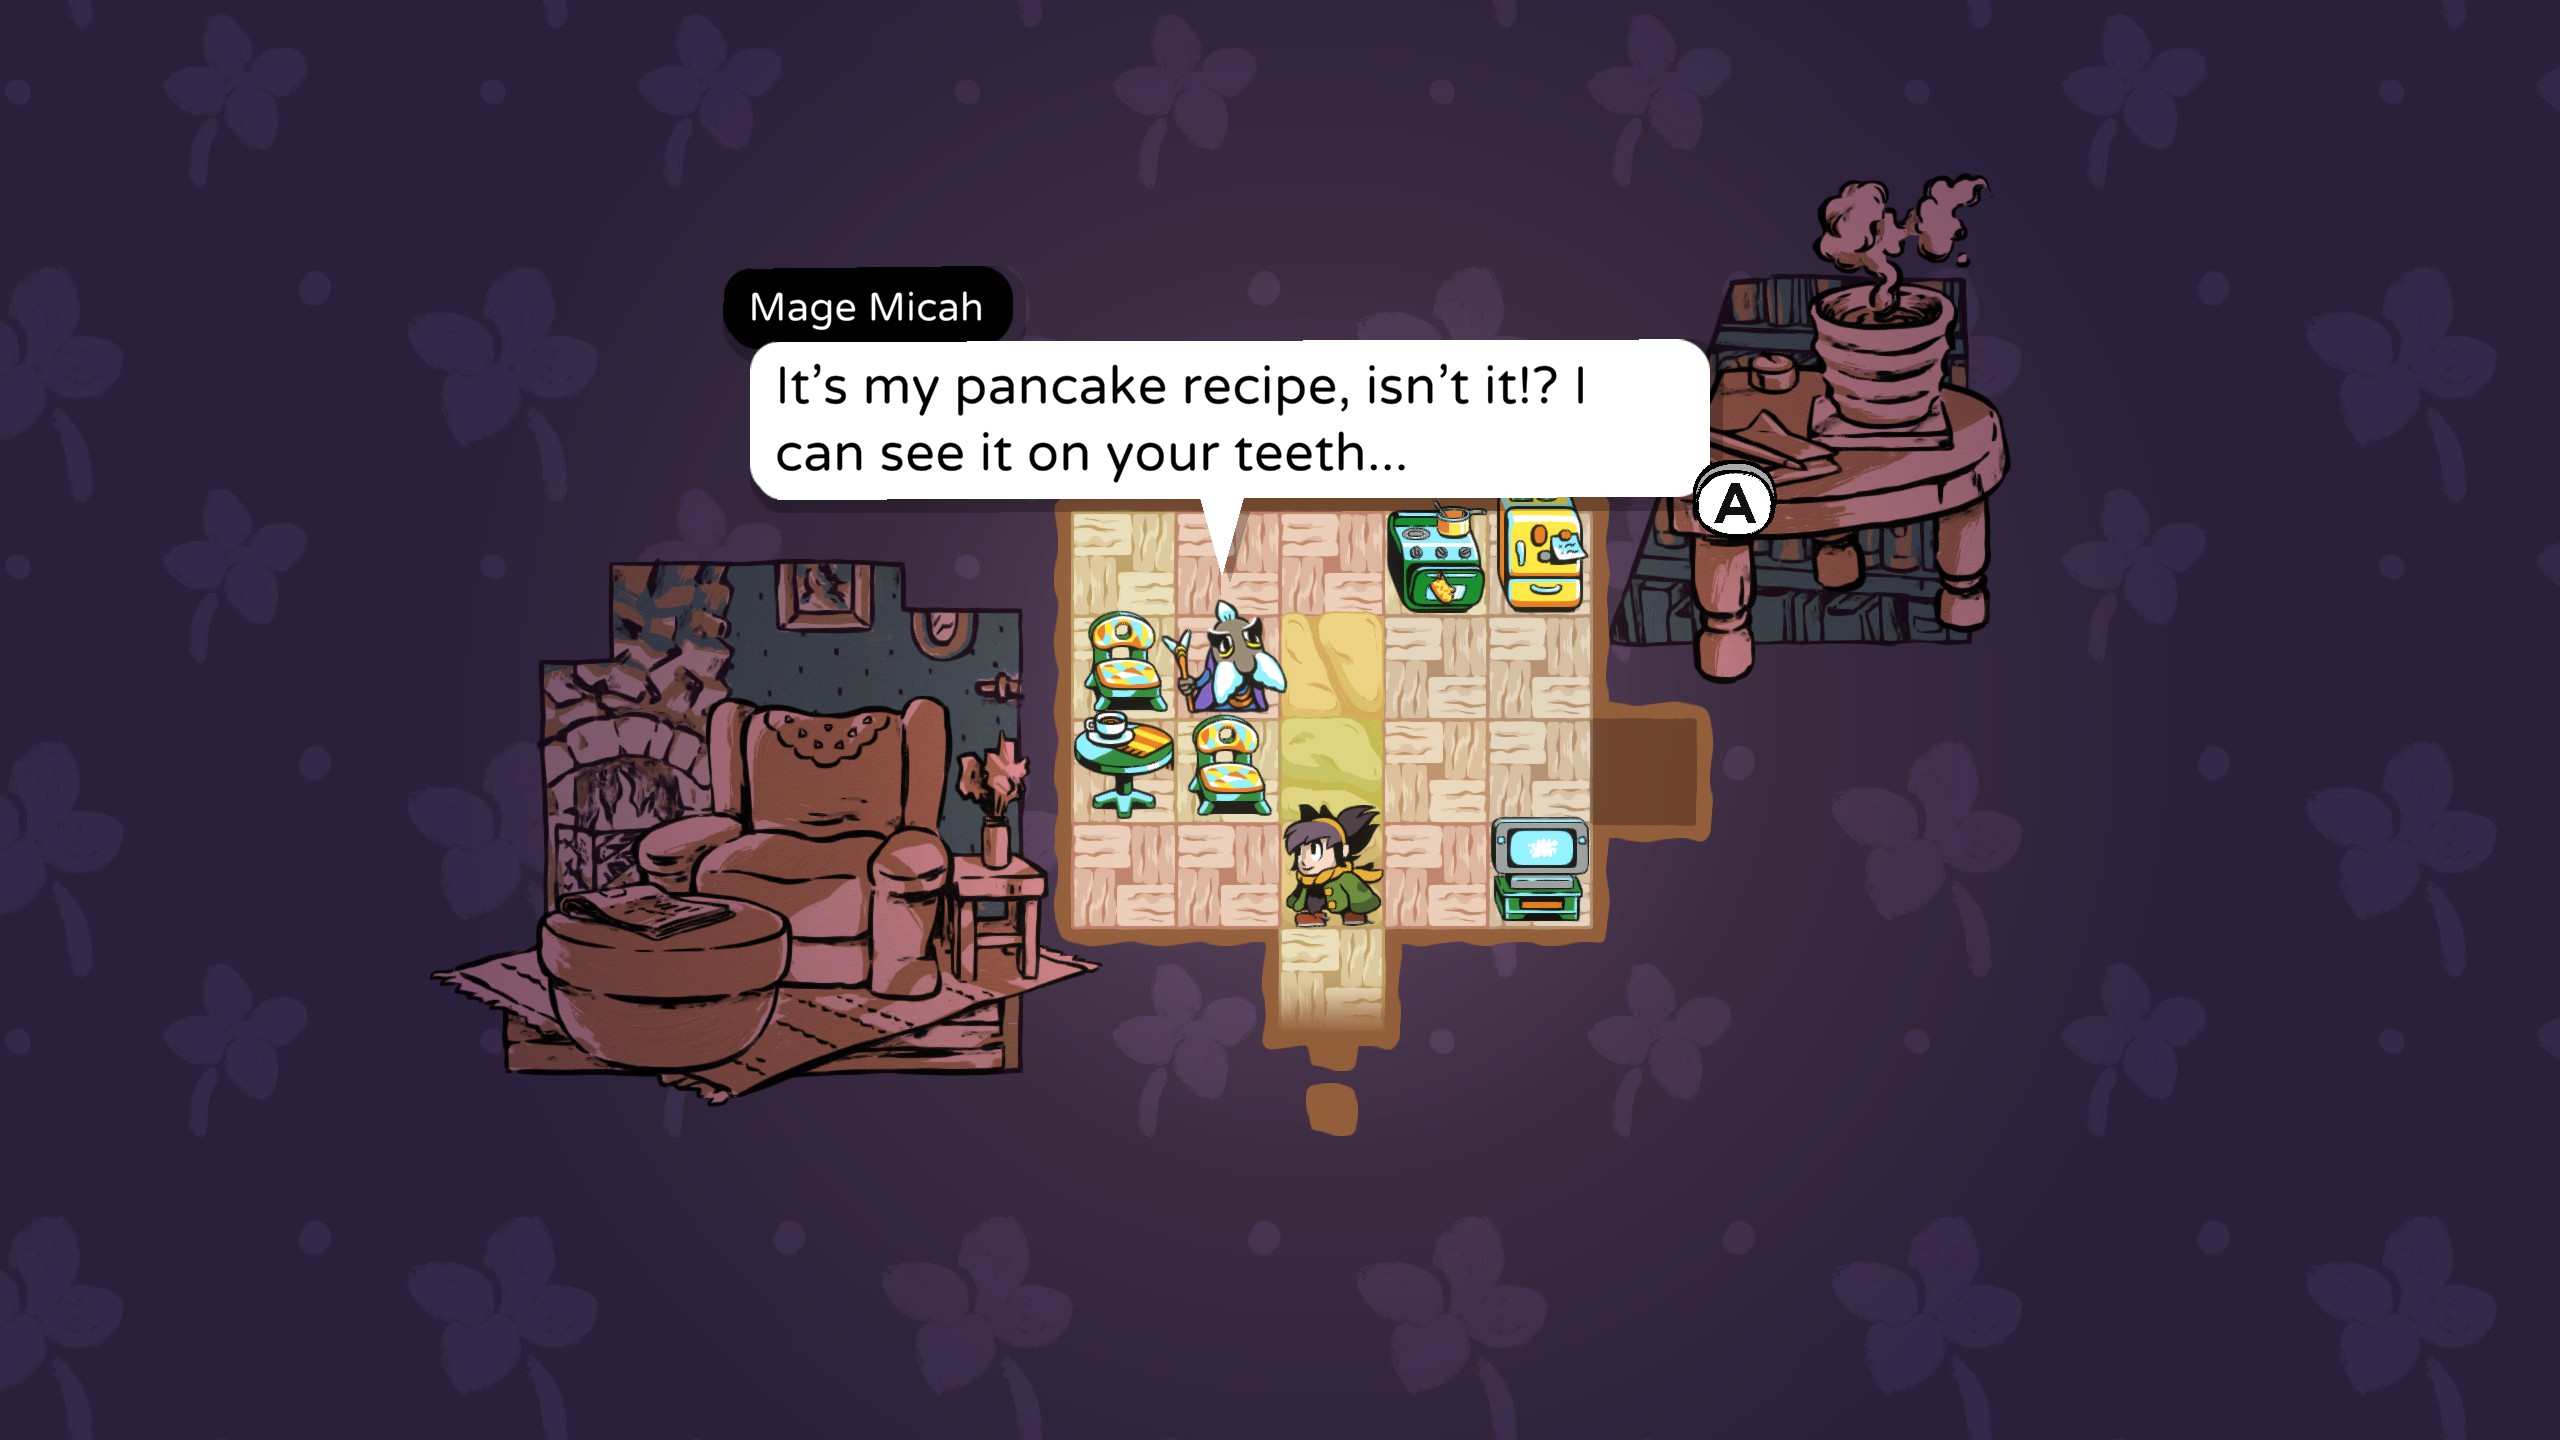 Mage Micah
It’s my pancake recipe, isn’t it!? I
can see it on your teeth...
A